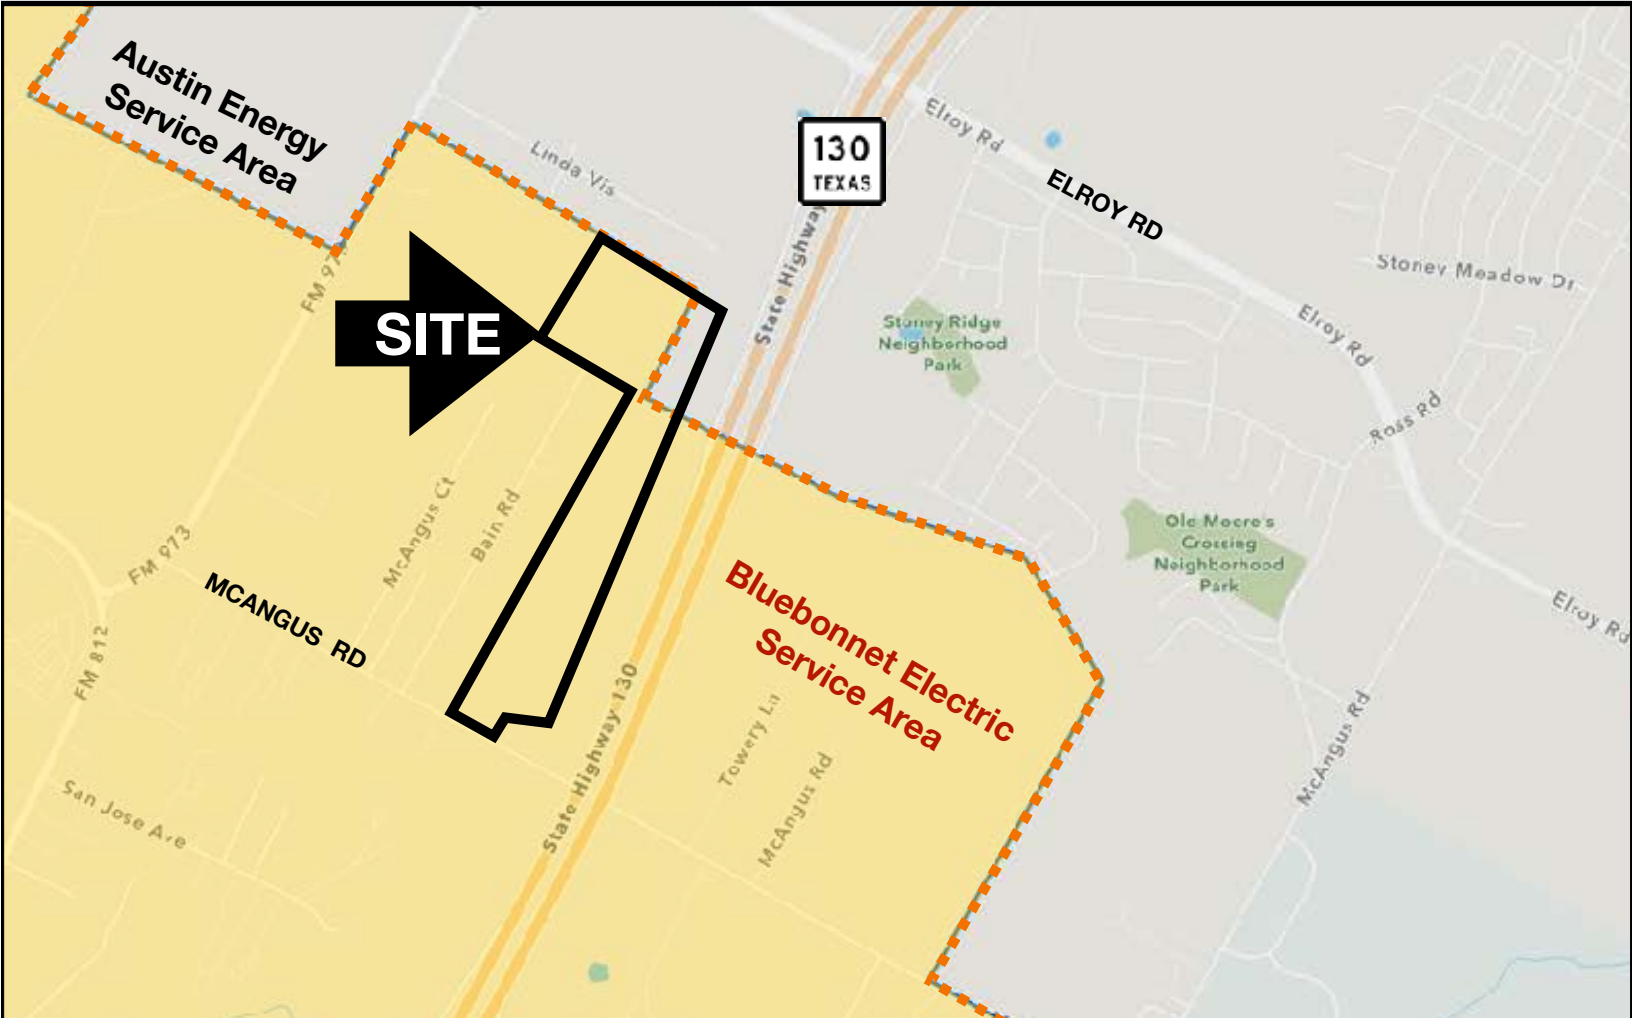 Austin Energy
Service Area
Linda Vis
130
TEXAS
Elroy Rd
ELROY RD
Stoney Meadow Dr
State Highway
FM 97
SITE
Stoney Ridge
Neighborhood
Park
Elroy Rd
Ross Rd
McAngus Ct
Bain Rd
FM 973
MCANGUS RD
Ole Moore's
Crossing
Neighborhood
Park
Elroy Rd
FM 812
Bluebonnet Electric
Service Area
State Highway 130
Towery Ln
McAngus Rd
McAngus Rd
San Jose Ave